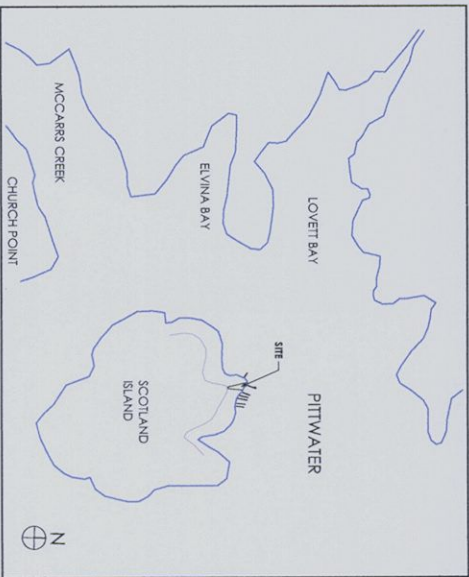 LOVETT BAY
PITTWATER
SITE
ELVINA BAY
MCCARRS CREEK
SCOTLAND
ISLAND
CHURCH POINT
N